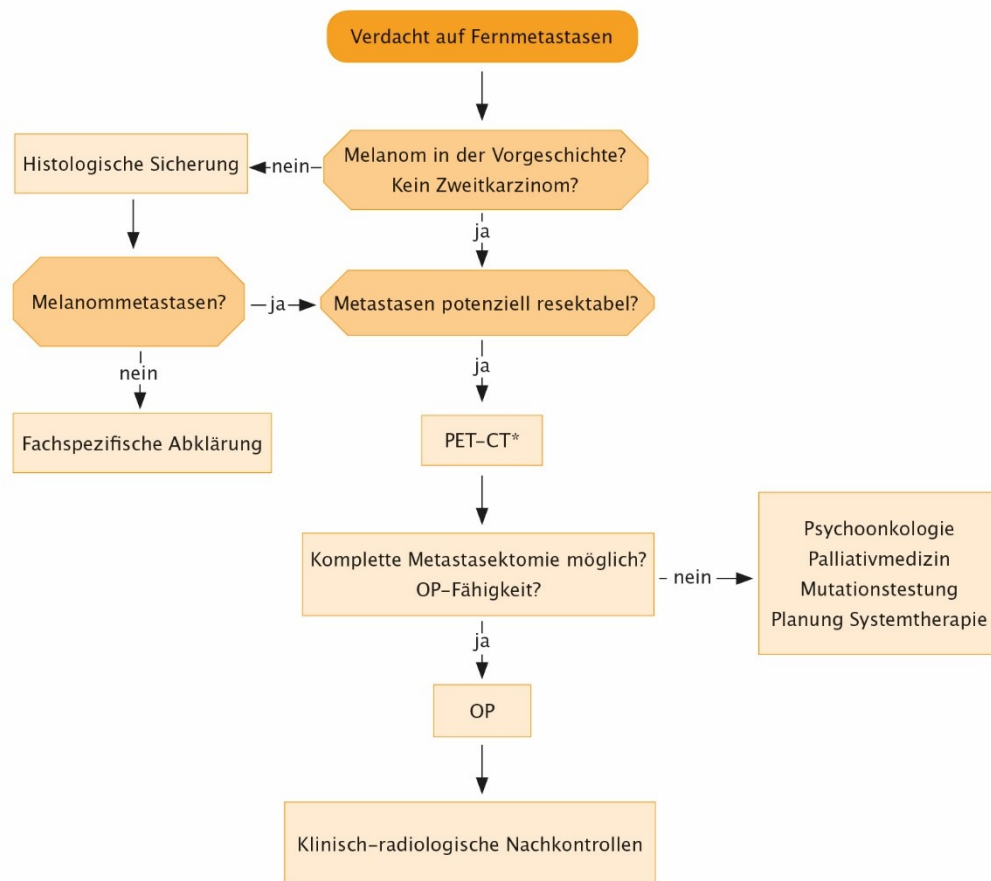 Verdacht auf Fernmetastasen
Melanom in der Vorgeschichte?
Kein Zweitkarzinom?
nein
Histologische Sicherung
ja
Melanommetastasen?
ja
Metastasen potenziell resektabel?
nein
ja
Fachspezifische Abklärung
PET-CT*
Komplette Metastasektomie möglich?
OP-Fähigkeit?
nein
Psychoonkologie
Palliativmedizin
Mutationstestung
Planung Systemtherapie
ja
OP
Klinisch-radiologische Nachkontrollen